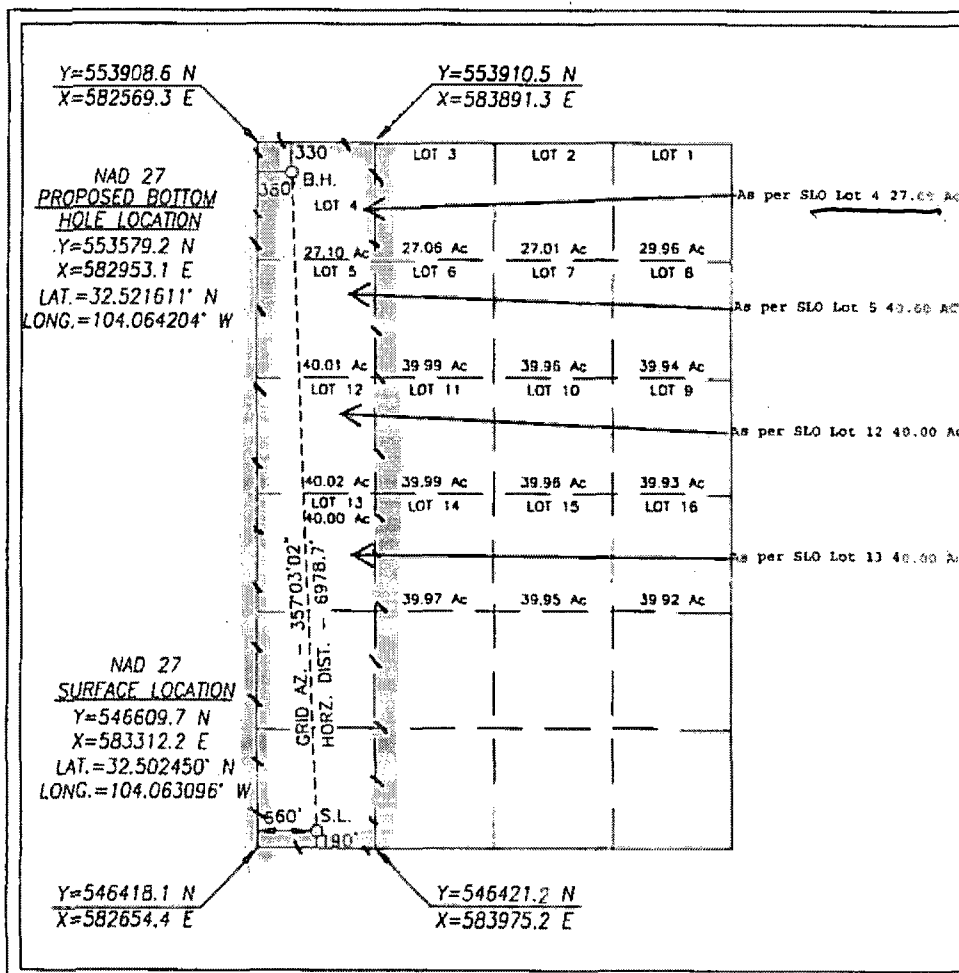 Y=553908.6 N
X=582569.3 E
Y=553910.5 N
X=583891.3 E
NAD 27
PROPOSED BOTTOM
HOLE LOCATION
Y=553579.2 N
X=582953.1 E
LAT.=32.521611° N
LONG.=104.064204° W
330
B.H.
LOT 4
LOT 3
LOT 2
LOT 1
As per SLO Lot 4 Ac
27.10 Ac
27.06 Ac
27.01 Ac
29.96 Ac
LOT 5
LOT 6
LOT 7
LOT 8
As per SLO Lot 5 40.00 AC
40.01 Ac
39.99 Ac
39.96 Ac
39.94 Ac
LOT 12
LOT 11
LOT 10
LOT 9
As per SLO Lot 12 40.00 Ac
40.02 Ac
39.99 Ac
39.96 Ac
39.93 Ac
LOT 13
LOT 14
LOT 15
LOT 16
40.00 Ac
As per SLO Lot 13 40.00 Ac
39.97 Ac
39.95 Ac
39.92 Ac
GRID AZ. - 357°03'02"
HORZ. DIST. - 6978.7'
NAD 27
SURFACE LOCATION
Y=546609.7 N
X=583312.2 E
LAT.=32.502450° N
LONG.=104.063096° W
660'
S.L.
190'
Y=546418.1 N
X=582654.4 E
Y=546421.2 N
X=583975.2 E